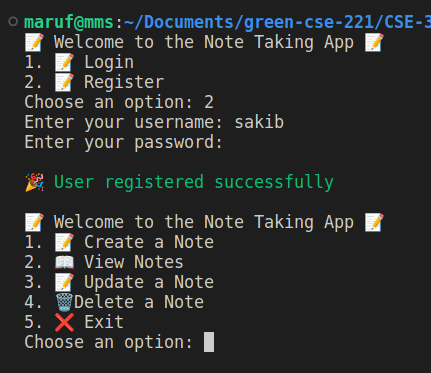 maruf@mms:~/Documents/green-cse-221/CSE-3
📝 Welcome to the Note Taking App 📝
1. 📝 Login
2. 📝 Register
Choose an option: 2
Enter your username: sakib
Enter your password:
🎉 User registered successfully
📝 Welcome to the Note Taking App 📝
1. 📝 Create a Note
2. 📖 View Notes
3. 📝 Update a Note
4. 🗑️Delete a Note
5. ❌ Exit
Choose an option: